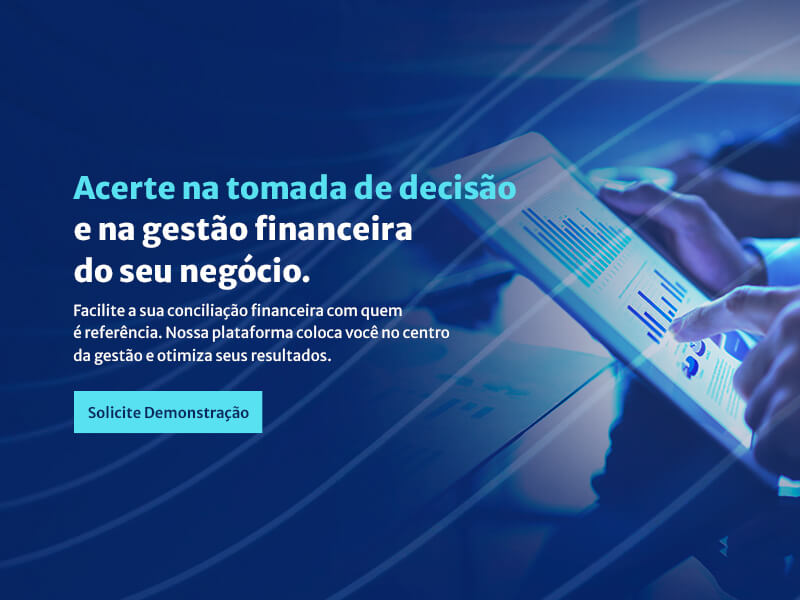 Acerte na tomada de decisão
e na gestão financeira
do seu negócio.
Facilite a sua conciliação financeira com quem
é referência. Nossa plataforma coloca você no centro
da gestão e otimiza seus resultados.
Solicite Demonstração